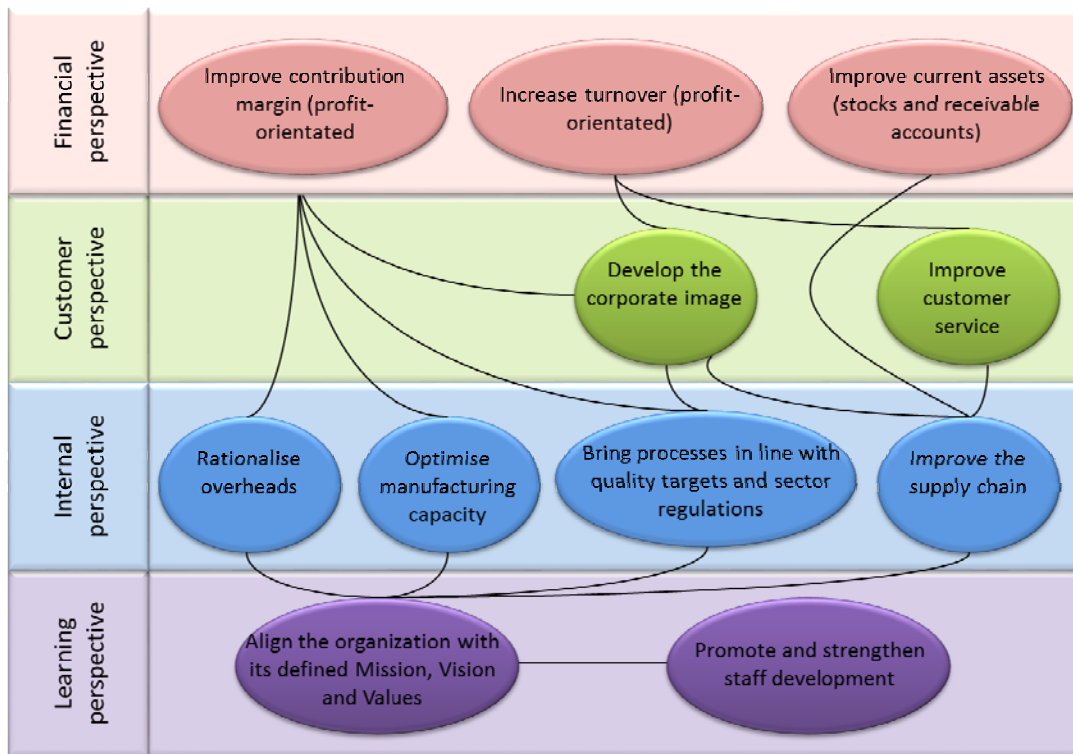 Financial
perspective
Improve contribution
margin (profit-
orientated
Increase turnover (profit-
orientated)
Improve current assets
(stocks and receivable
accounts)
Customer
perspective
Develop the
corporate image
Improve
customer
service
Internal
perspective
Rationalise
overheads
Optimise
manufacturing
capacity
Bring processes in line with
quality targets and sector
regulations
Improve the
supply chain
Learning
perspective
Align the organization with
its defined Mission, Vision
and Values
Promote and strengthen
staff development